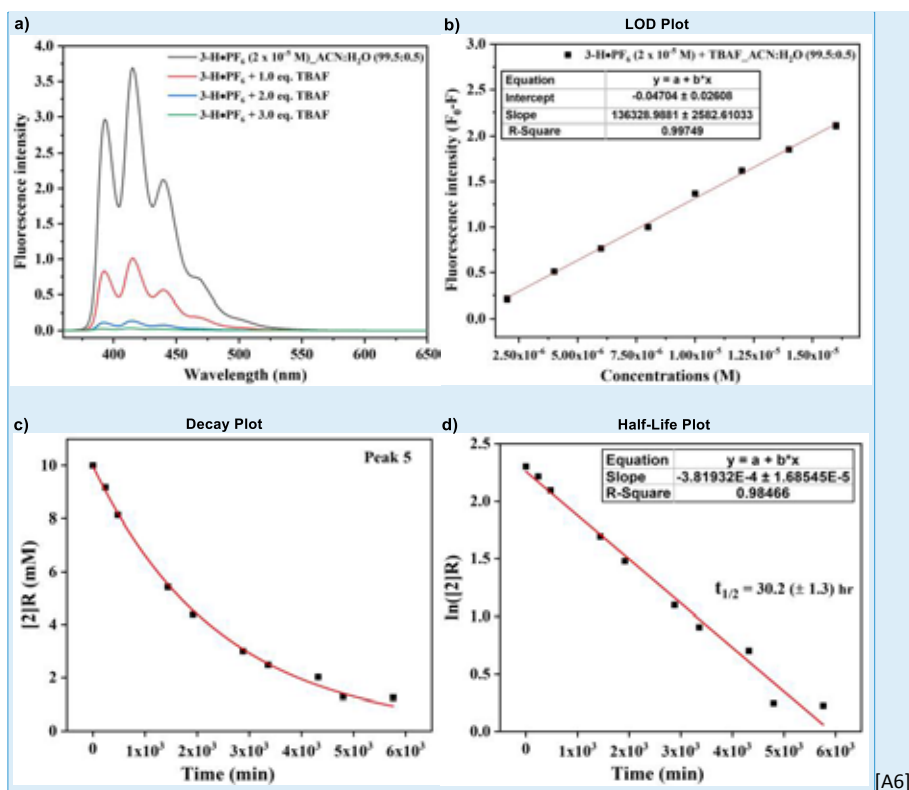 a)
4.0
3.5
3.0
2.5
2.0
1.5
1.0
0.5
0.0
Fluorescence intensity
3-H•PF₆ (2 x 10⁻⁵ M)_ACN:H₂O (99.5:0.5)
3-H•PF₆ + 1.0 eq. TBAF
3-H•PF₆ + 2.0 eq. TBAF
3-H•PF₆ + 3.0 eq. TBAF
400 450 500 550 600 650
Wavelength (nm)
b)
LOD Plot
3.0
2.5
2.0
1.5
1.0
0.5
0.0
Fluorescence intensity (F₀-F)
3-H•PF₆ (2 x 10⁻⁵ M) + TBAF_ACN:H₂O (99.5:0.5)
Equation y = a + b*x
Intercept -0.04704 ± 0.02608
Slope 136328.9881 ± 2582.61033
R-Square 0.99749
2.50x10⁻⁶ 5.00x10⁻⁶ 7.50x10⁻⁶ 1.00x10⁻⁵ 1.25x10⁻⁵ 1.50x10⁻⁵
Concentrations (M)
c)
Decay Plot
Peak 5
10
8
6
4
2
0
[2]R (mM)
0 1x10³ 2x10³ 3x10³ 4x10³ 5x10³ 6x10³
Time (min)
d)
Half-Life Plot
2.5
2.0
1.5
1.0
0.5
0.0
ln([2]R)
Equation y = a + b*x
Slope -3.81932E-4 ± 1.68545E-5
R-Square 0.98466
t₁/₂ = 30.2 (± 1.3) hr
0 1x10³ 2x10³ 3x10³ 4x10³ 5x10³ 6x10³
Time (min)
[A6]